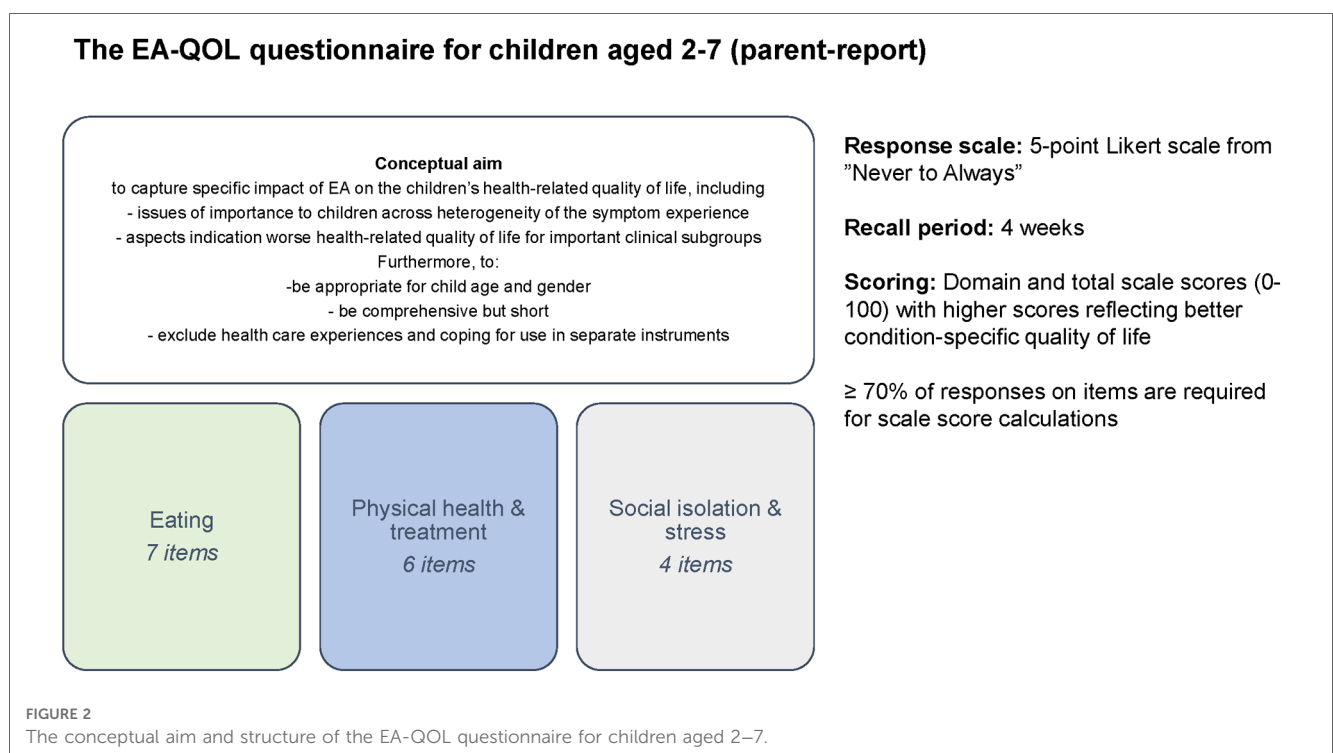 The EA-QOL questionnaire for children aged 2-7 (parent-report)
Conceptual aim
to capture specific impact of EA on the children's health-related quality of life, including
- issues of importance to children across heterogeneity of the symptom experience
- aspects indication worse health-related quality of life for important clinical subgroups
Furthermore, to:
-be appropriate for child age and gender
- be comprehensive but short
- exclude health care experiences and coping for use in separate instruments
Response scale: 5-point Likert scale from
”Never to Always”
Recall period: 4 weeks
Scoring: Domain and total scale scores (0-
100) with higher scores reflecting better
condition-specific quality of life
≥ 70% of responses on items are required
for scale score calculations
Eating
7 items
Physical health &
treatment
6 items
Social isolation &
stress
4 items
FIGURE 2
The conceptual aim and structure of the EA-QOL questionnaire for children aged 2–7.